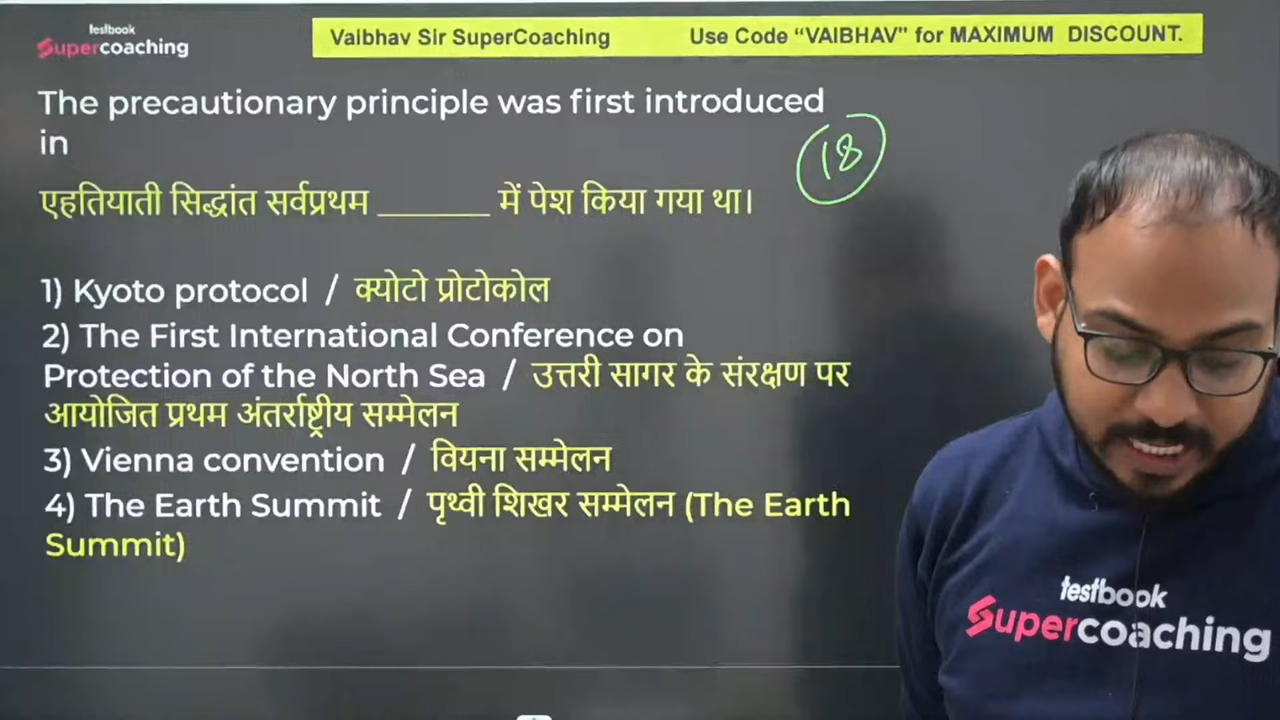 testbook
Supercoaching
Vaibhav Sir SuperCoaching Use Code “VAIBHAV” for MAXIMUM DISCOUNT.
The precautionary principle was first introduced
in
18
एहतियाती सिद्धांत सर्वप्रथम ______ में पेश किया गया था।
1) Kyoto protocol / क्योटो प्रोटोकोल
2) The First International Conference on
Protection of the North Sea / उत्तरी सागर के संरक्षण पर
आयोजित प्रथम अंतर्राष्ट्रीय सम्मेलन
3) Vienna convention / वियना सम्मेलन
4) The Earth Summit / पृथ्वी शिखर सम्मेलन (The Earth
Summit)
testbook
Supercoaching